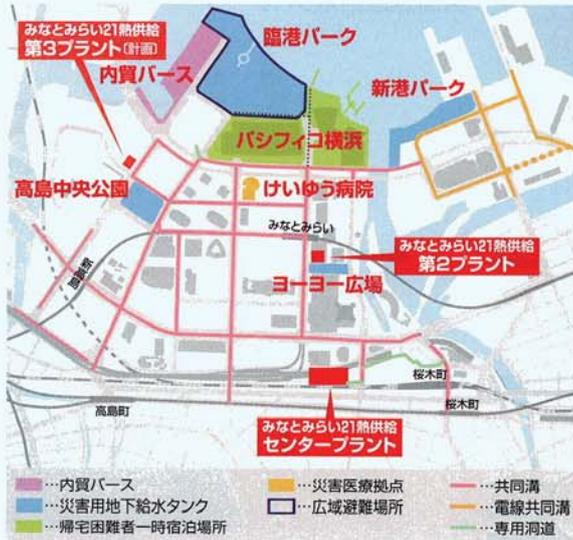 みなとみらい21熱供給
第3プラント(計画)
内貿バース
臨港パーク
新港パーク
パシフィコ横浜
高島中央公園
けいゆう病院
みなとみらい
みなとみらい21熱供給
第2プラント
ヨーヨー広場
新高島
桜木町
高島町
桜木町
みなとみらい21熱供給
センタープラント
…内貿バース
…災害用地下給水タンク
…帰宅困難者一時宿泊場所
…災害医療拠点
…広域避難場所
…共同溝
…電線共同溝
…専用洞道